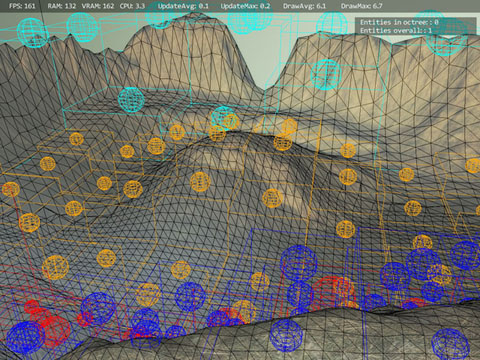 FPS: 161 RAM: 132 VRAM: 162 CPU: 3.3 UpdateAvg: 0.1 UpdateMax: 0.2 DrawAvg: 6.1 DrawMax: 6.7
Entities in octree:: 0
Entities overall:: 1